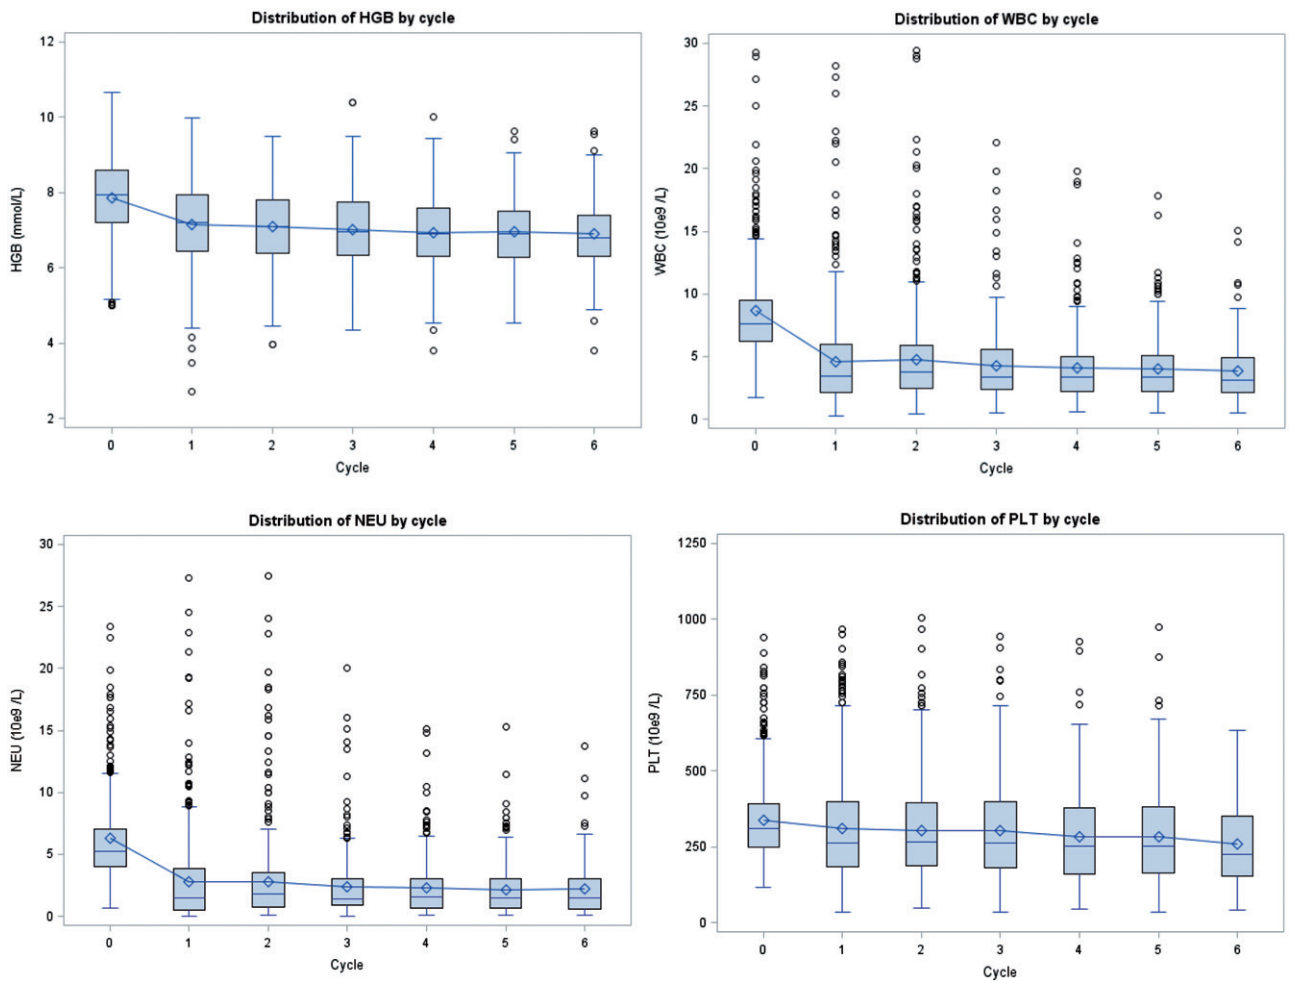 Distribution of HGB by cycle
12
10
8
6
4
2
HGB (mmol/L)
0 1 2 3 4 5 6
Cycle
Distribution of WBC by cycle
30
25
20
15
10
5
0
WBC (10e9 /L)
0 1 2 3 4 5 6
Cycle
Distribution of NEU by cycle
30
25
20
15
10
5
0
NEU (10e9 /L)
0 1 2 3 4 5 6
Cycle
Distribution of PLT by cycle
1250
1000
750
500
250
0
PLT (10e9 /L)
0 1 2 3 4 5 6
Cycle